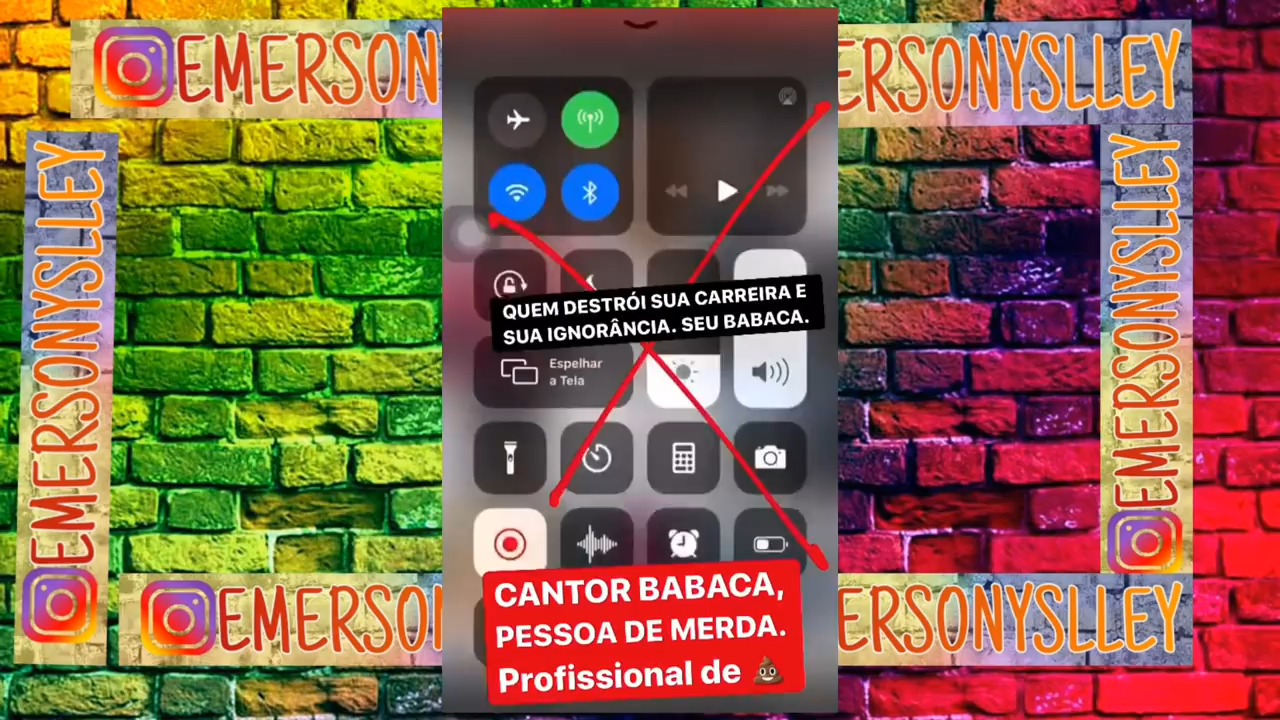 EMERSON
ERSONYSLLEY
EMERSONYSLLEY
EMERSONYSLLEY
QUEM DESTRÓI SUA CARREIRA E
SUA IGNORÂNCIA. SEU BABACA.
Espelhar
a Tela
CANTOR BABACA,
PESSOA DE MERDA.
Profissional de 💩
EMERSON
ERSONYSLLEY